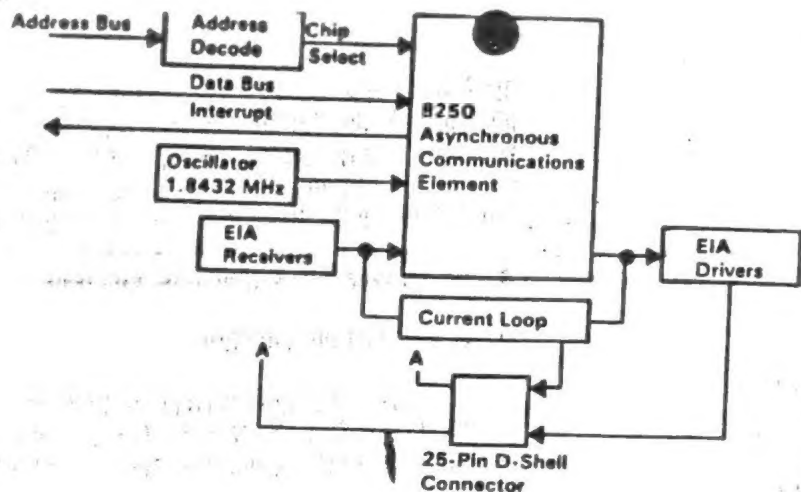 Address Bus
Address
Decode
Chip
Select
Data Bus
Interrupt
8250
Asynchronous
Communications
Element
Oscillator
1.8432 MHz
EIA
Receivers
EIA
Drivers
Current Loop
A
A
25-Pin D-Shell
Connector